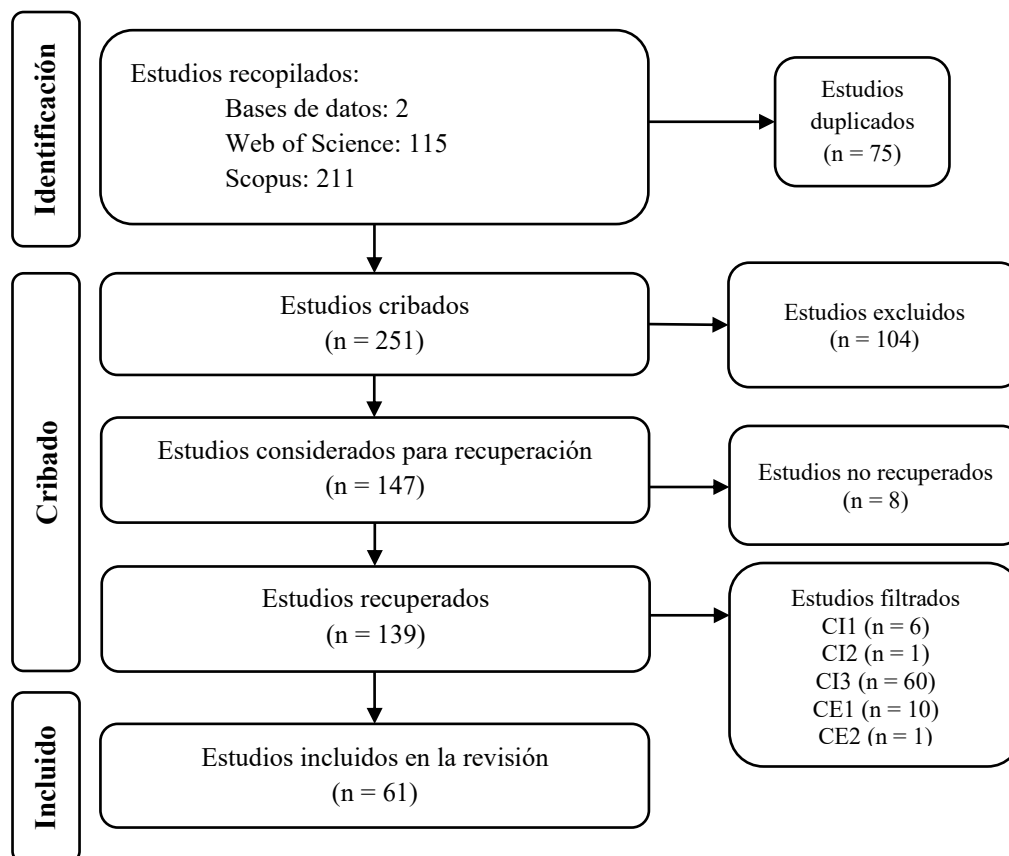 Identificación
Estudios recopilados:
Bases de datos: 2
Web of Science: 115
Scopus: 211
Estudios
duplicados
(n = 75)
Cribado
Estudios cribados
(n = 251)
Estudios excluidos
(n = 104)
Estudios considerados para recuperación
(n = 147)
Estudios no recuperados
(n = 8)
Estudios recuperados
(n = 139)
Estudios filtrados
CI1 (n = 6)
CI2 (n = 1)
CI3 (n = 60)
CE1 (n = 10)
CE2 (n = 1)
Incluido
Estudios incluidos en la revisión
(n = 61)